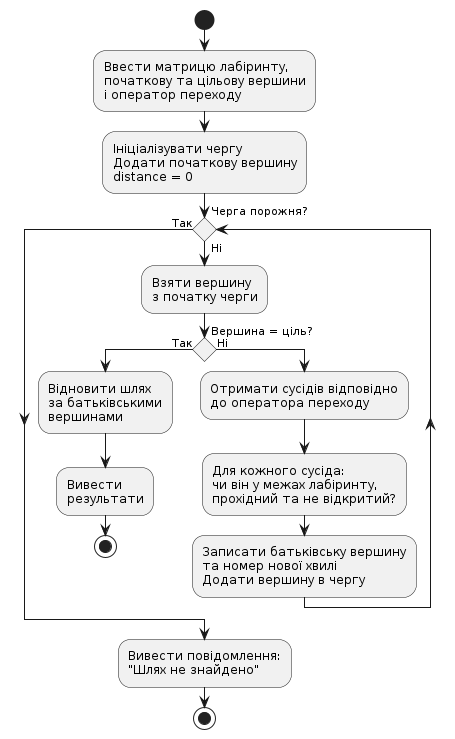 Ввести матрицю лабіринту,
початкову та цільову вершини
і оператор переходу
Ініціалізувати чергу
Додати початкову вершину
distance = 0
Черга порожня?
Так
Ні
Взяти вершину
з початку черги
Вершина = ціль?
Так
Ні
Відновити шлях
за батьківськими
вершинами
Вивести
результати
Отримати сусідів відповідно
до оператора переходу
Для кожного сусіда:
чи він у межах лабіринту,
прохідний та не відкритий?
Записати батьківську вершину
та номер нової хвилі
Додати вершину в чергу
Вивести повідомлення:
"Шлях не знайдено"